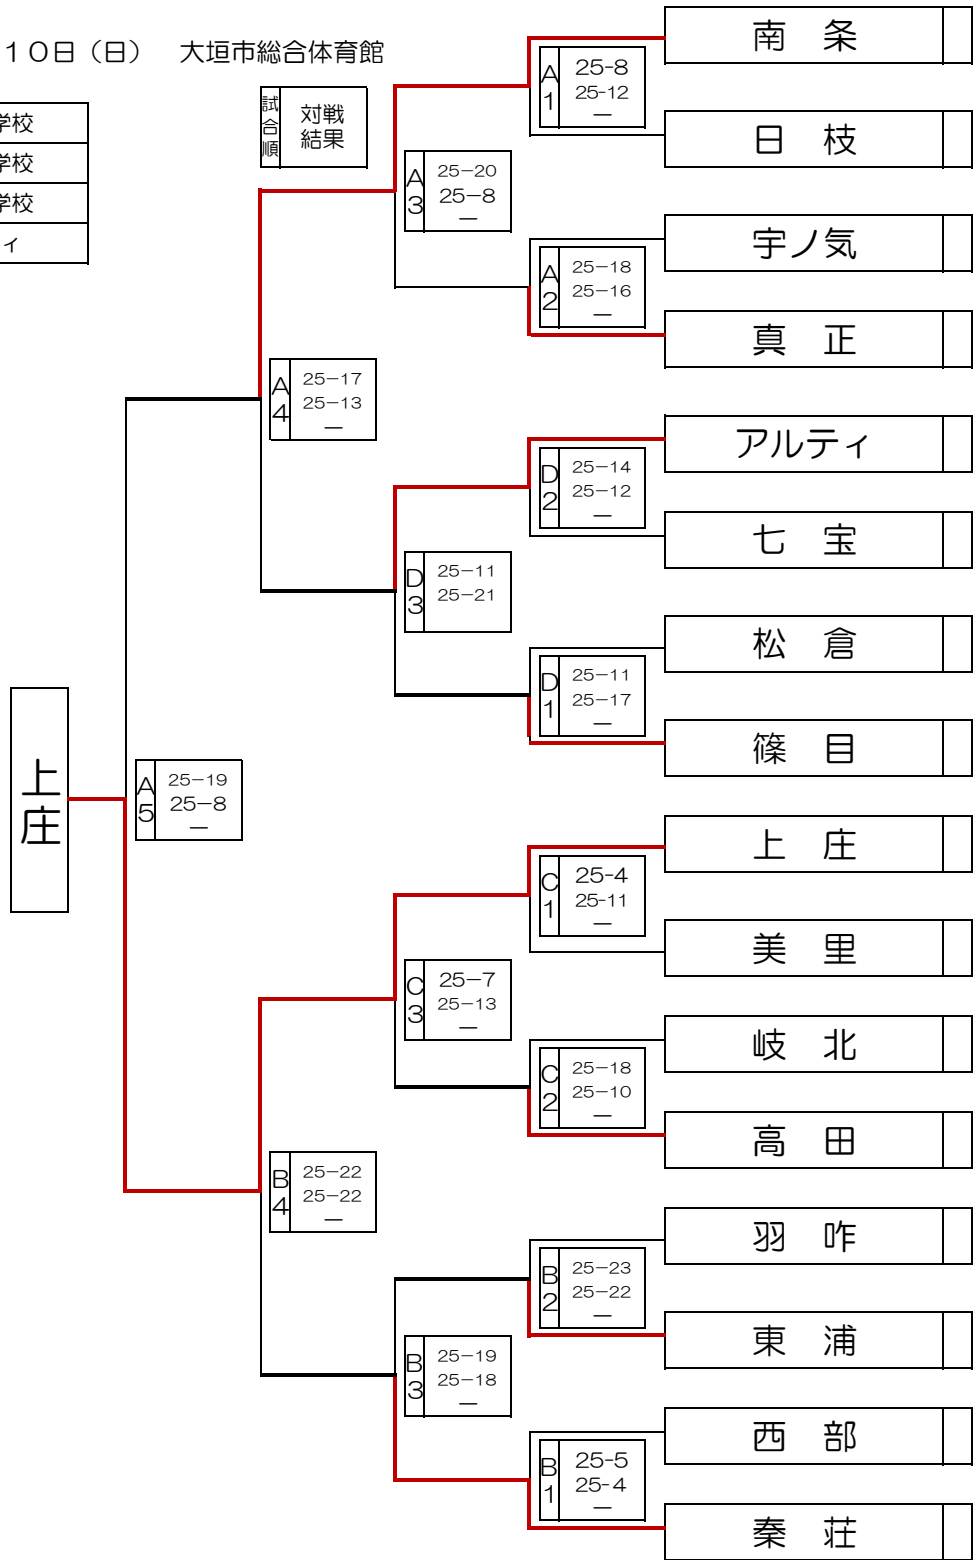 １０日（日）　大垣市総合体育館
学校
学校
学校
ィ
試合順
対戦
結果
南　条
A1
25-8
25-12
―
日　枝
A3
25−20
25−8
―
宇ノ気
A2
25−18
25−16
―
真　正
A4
25−17
25−13
―
アルティ
D2
25−14
25−12
―
七　宝
D3
25−11
25−21
松　倉
D1
25−11
25−17
―
篠　目
上庄
A5
25−19
25−8
―
上　庄
C1
25-4
25-11
―
美　里
C3
25−7
25−13
―
岐　北
C2
25−18
25−10
―
高　田
B4
25−22
25−22
―
羽　咋
B2
25−23
25−22
―
東　浦
B3
25−19
25−18
―
西　部
B1
25-5
25-4
―
秦　荘